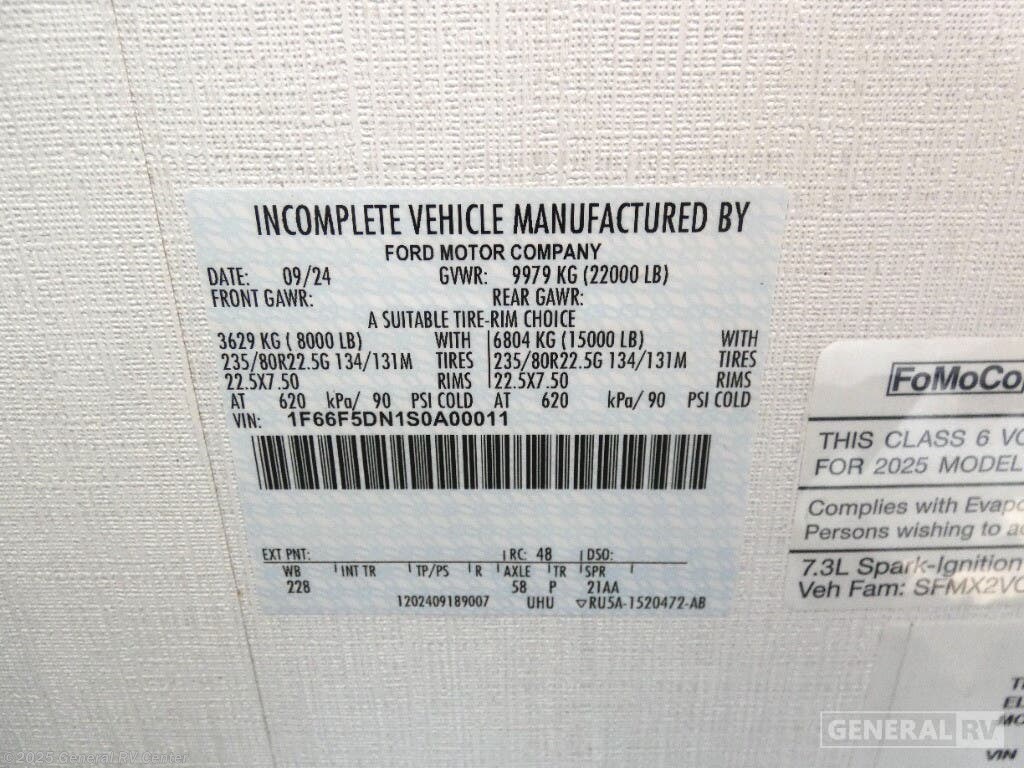 INCOMPLETE VEHICLE MANUFACTURED BY
FORD MOTOR COMPANY
DATE: 09/24 GVWR: 9979 KG (22000 LB)
FRONT GAWR: REAR GAWR:
A SUITABLE TIRE-RIM CHOICE
3629 KG ( 8000 LB) WITH 6804 KG (15000 LB) WITH
235/80R22.5G 134/131M TIRES 235/80R22.5G 134/131M TIRES
22.5X7.50 RIMS 22.5X7.50 RIMS
AT 620 kPa/ 90 PSI COLD AT 620 kPa/ 90 PSI COLD
VIN: 1F66F5DN1S0A00011
EXT PNT: RC: 48 DSO:
WB INT TR TP/PS R AXLE TR SPR
228 58 P 21AA
1202409189007 UHU ▽RU5A-1520472-AB
FoMoCo
THIS CLASS 6
FOR 2025 MODEL
Complies with
Persons wishing to
7.3L Spark-Ignition
Veh Fam: SFMX2V
VIN
GENERAL RV
©2025 General RV Center